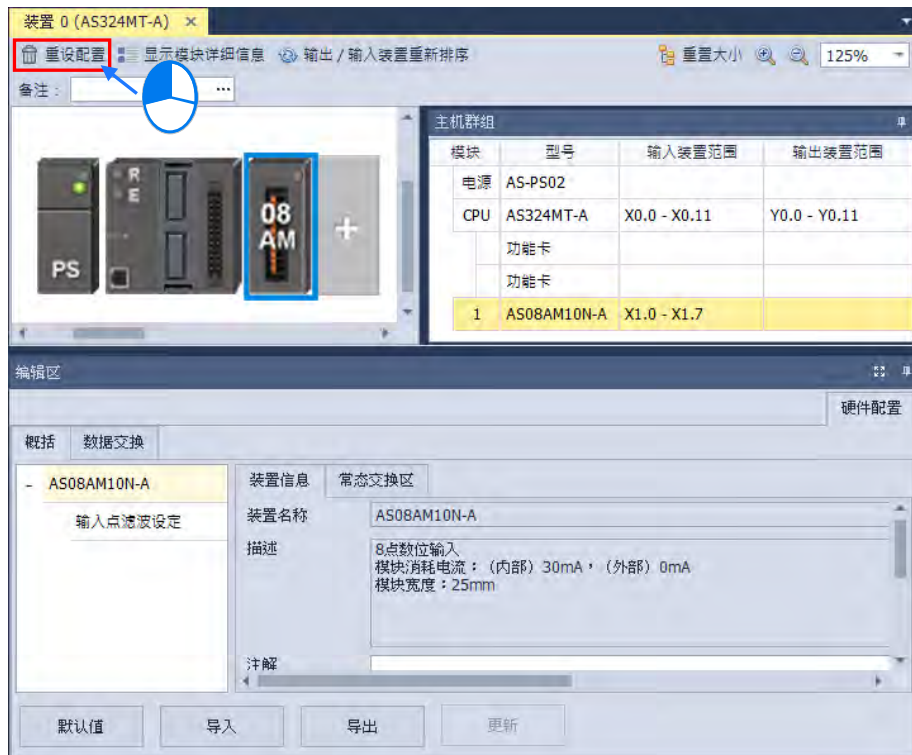 装置 0 (AS324MT-A) ×
重设配置 显示模块详细信息 输出/输入装置重新排序 重置大小 125%
备注： ...
主机群组
模块 型号 输入装置范围 输出装置范围
电源 AS-PS02
CPU AS324MT-A X0.0 - X0.11 Y0.0 - Y0.11
功能卡
功能卡
1 AS08AM10N-A X1.0 - X1.7
R
E
PS
08
AM
+
编辑区
硬件配置
概括 数据交换
- AS08AM10N-A
输入点滤波设定
装置信息 常态交换区
装置名称 AS08AM10N-A
描述 8点数位输入
模块消耗电流：（内部）30mA，（外部）0mA
模块宽度：25mm
注解
默认值 导入 导出 更新